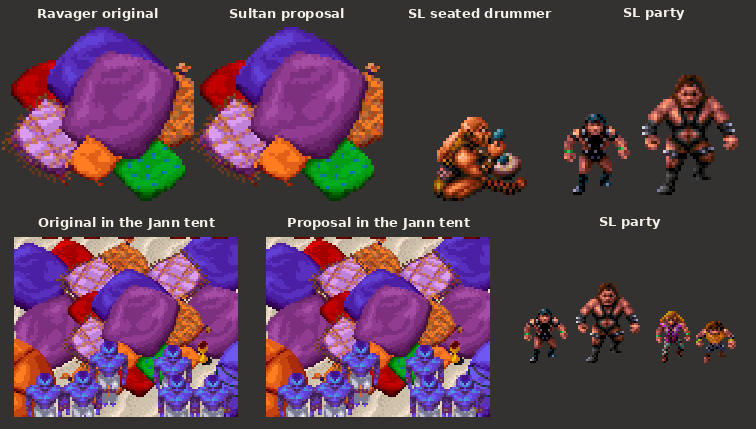 Ravager original
Sultan proposal
SL seated drummer
SL party
Original in the Jann tent
Proposal in the Jann tent
SL party